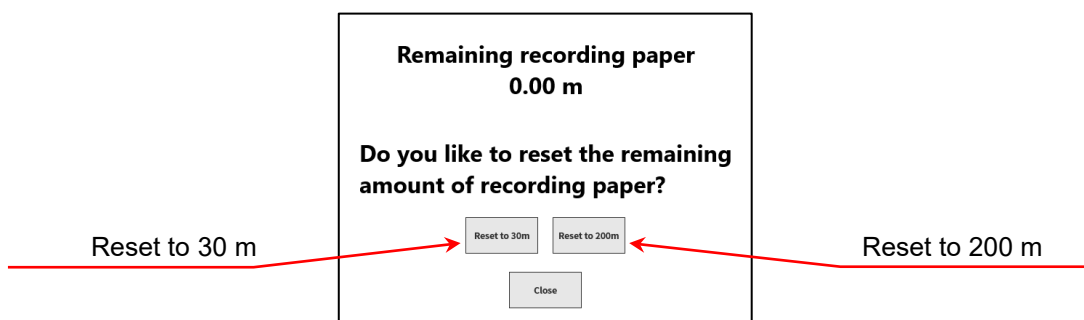 Remaining recording paper
0.00 m
Do you like to reset the remaining
amount of recording paper?
Reset to 30 m
Reset to 30m
Reset to 200m
Reset to 200 m
Close